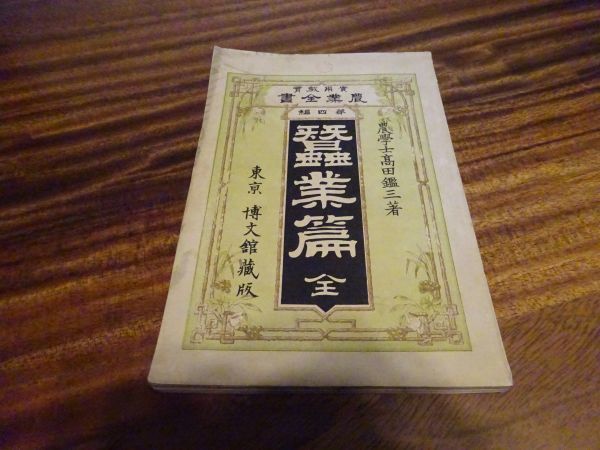 實用教育
農業全書
第四編
農學士髙田鑑三著
蠶業篇 全
東京 博文館藏版